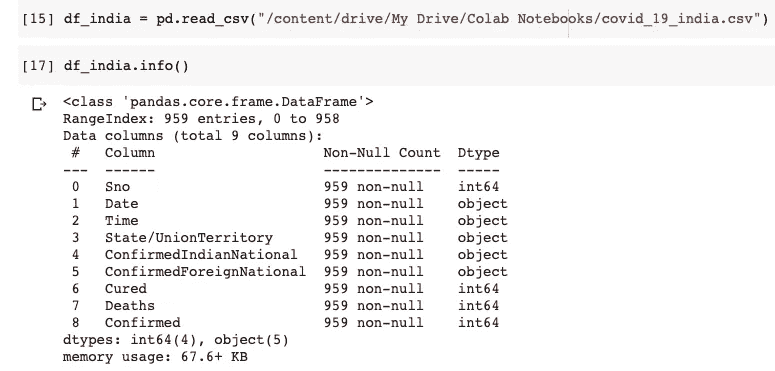 [15] df_india = pd.read_csv("/content/drive/My Drive/Colab Notebooks/covid_19_india.csv")
[17] df_india.info()
<class 'pandas.core.frame.DataFrame'>
RangeIndex: 959 entries, 0 to 958
Data columns (total 9 columns):
 #   Column                    Non-Null Count  Dtype
---  ------                    --------------  -----
 0   Sno                       959 non-null    int64
 1   Date                      959 non-null    object
 2   Time                      959 non-null    object
 3   State/UnionTerritory      959 non-null    object
 4   ConfirmedIndianNational   959 non-null    object
 5   ConfirmedForeignNational  959 non-null    object
 6   Cured                     959 non-null    int64
 7   Deaths                    959 non-null    int64
 8   Confirmed                 959 non-null    int64
dtypes: int64(4), object(5)
memory usage: 67.6+ KB